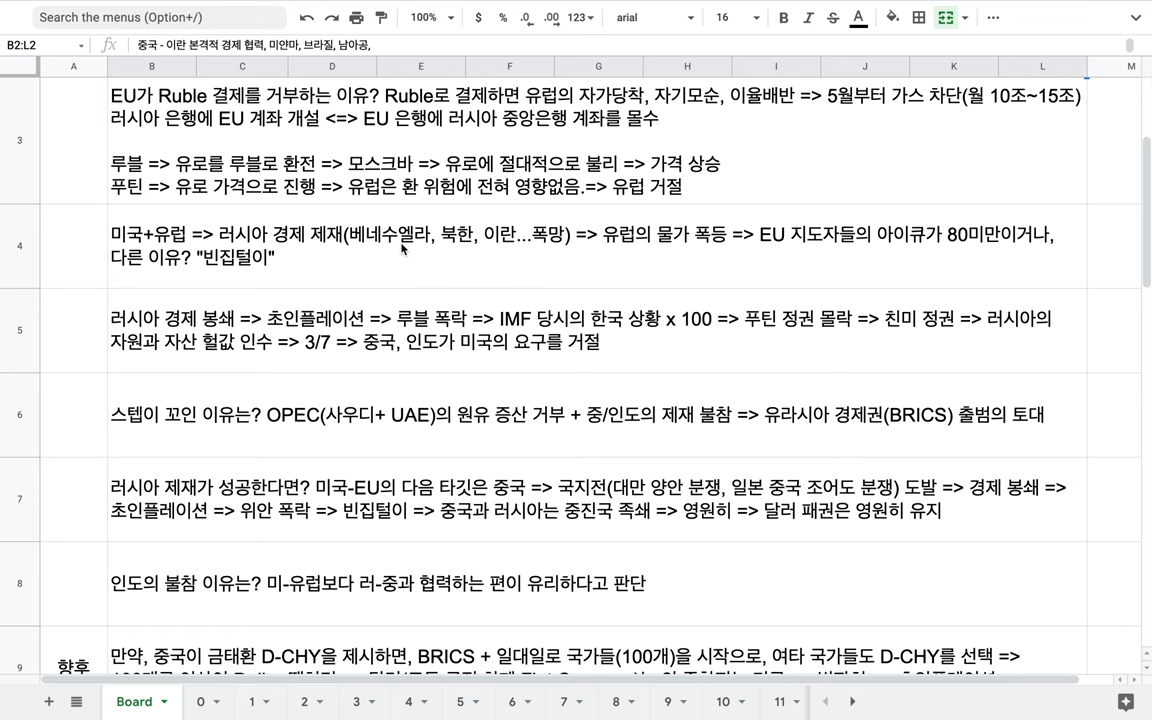 Search the menus (Option+/)
100%
$ % .0 .00 123
arial
16
B I S A
B2:L2
fx 중국 - 이란 본격적 경제 협력, 미얀마, 브라질, 남아공,
A B C D E F G H I J K L M
3
EU가 Ruble 결제를 거부하는 이유? Ruble로 결제하면 유럽의 자가당착, 자기모순, 이율배반 => 5월부터 가스 차단(월 10조~15조)
러시아 은행에 EU 계좌 개설 <=> EU 은행에 러시아 중앙은행 계좌를 몰수
루블 => 유로를 루블로 환전 => 모스크바 => 유로에 절대적으로 불리 => 가격 상승
푸틴 => 유로 가격으로 진행 => 유럽은 환 위험에 전혀 영향없음.=> 유럽 거절
4
미국+유럽 => 러시아 경제 제재(베네수엘라, 북한, 이란...폭망) => 유럽의 물가 폭등 => EU 지도자들의 아이큐가 80미만이거나,
다른 이유? "빈집털이"
5
러시아 경제 봉쇄 => 초인플레이션 => 루블 폭락 => IMF 당시의 한국 상황 x 100 => 푸틴 정권 몰락 => 친미 정권 => 러시아의
자원과 자산 헐값 인수 => 3/7 => 중국, 인도가 미국의 요구를 거절
6
스텝이 꼬인 이유는? OPEC(사우디+ UAE)의 원유 증산 거부 + 중/인도의 제재 불참 => 유라시아 경제권(BRICS) 출범의 토대
7
러시아 제재가 성공한다면? 미국-EU의 다음 타깃은 중국 => 국지전(대만 양안 분쟁, 일본 중국 조어도 분쟁) 도발 => 경제 봉쇄 =>
초인플레이션 => 위안 폭락 => 빈집털이 => 중국과 러시아는 중진국 족쇄 => 영원히 => 달러 패권은 영원히 유지
8
인도의 불참 이유는? 미-유럽보다 러-중과 협력하는 편이 유리하다고 판단
9
향후
만약, 중국이 금태환 D-CHY을 제시하면, BRICS + 일대일로 국가들(100개)을 시작으로, 여타 국가들도 D-CHY를 선택 =>
Board 0 1 2 3 4 5 6 7 8 9 10 11